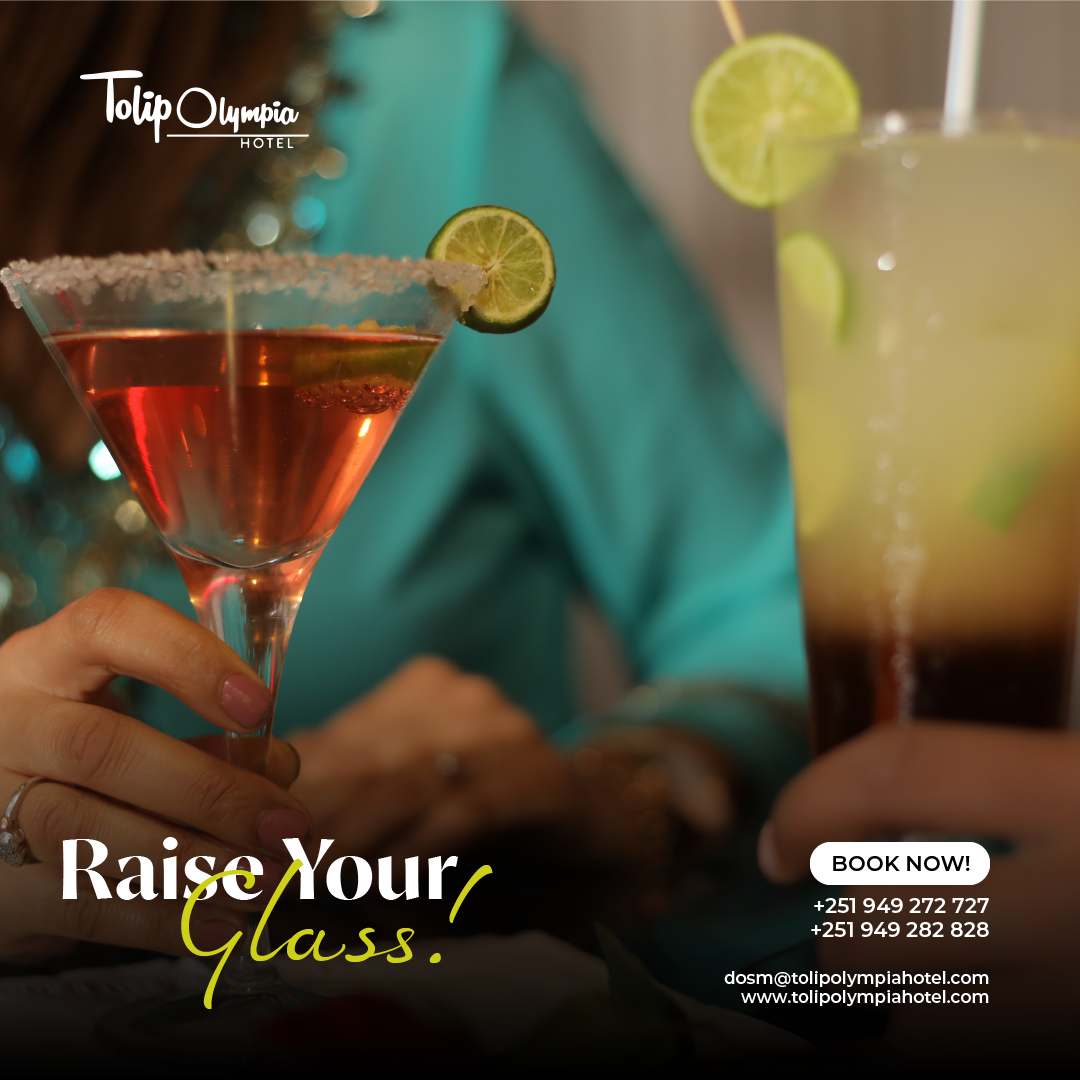 Tolip Olympia
HOTEL
Raise Your
Glass!
BOOK NOW!
+251 949 272 727
+251 949 282 828
dosm@tolipolympiahotel.com
www.tolipolympiahotel.com